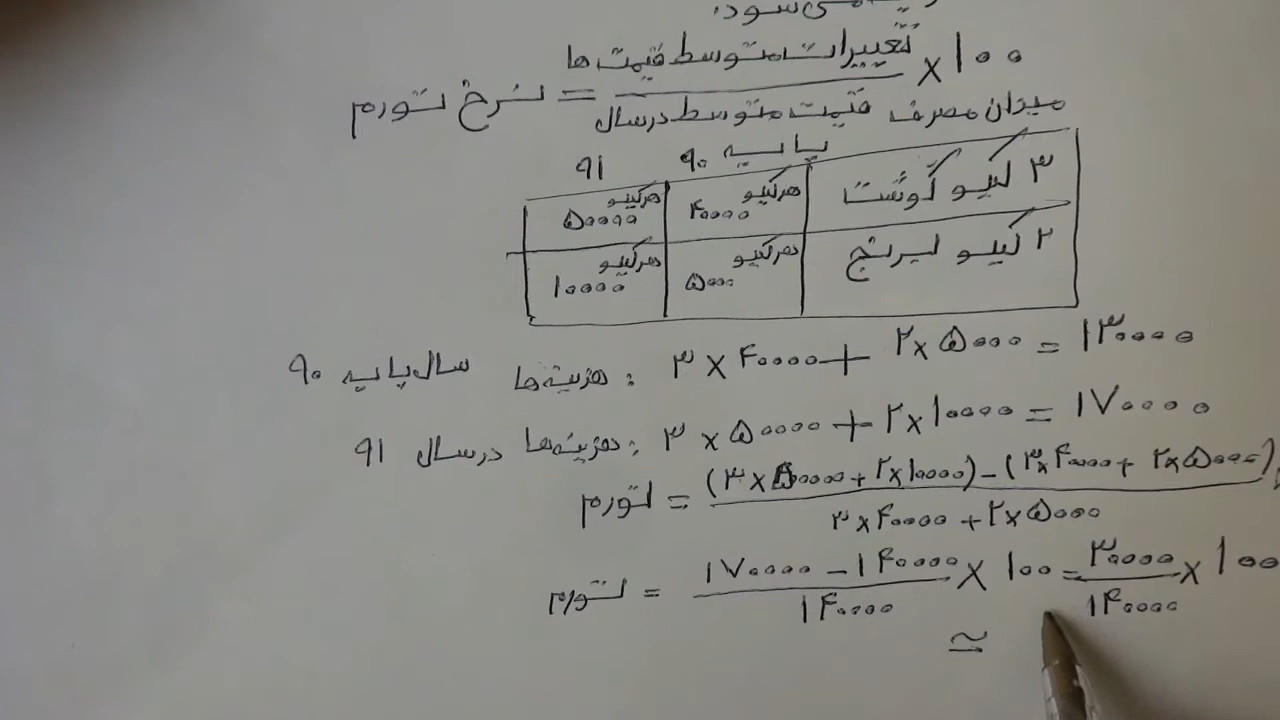 می‌شود.
نرخ تورم = تغییرات متوسط قیمت ها / قیمت متوسط در سال × ۱۰۰
میزان مصرف پایه ۹۰ ۹۱
۳ کیلو گوشت هر کیلو ۴۰۰۰۰ هر کیلو ۵۰۰۰۰
۲ کیلو برنج هر کیلو ۵۰۰۰ هر کیلو ۱۰۰۰۰
سال پایه ۹۰ هزینه ها : ۳ × ۴۰۰۰۰ + ۲ × ۵۰۰۰ = ۱۳۰۰۰۰
هزینه ها در سال ۹۱ : ۳ × ۵۰۰۰۰ + ۲ × ۱۰۰۰۰ = ۱۷۰۰۰۰
تورم = (۳ × ۵۰۰۰۰ + ۲ × ۱۰۰۰۰) - (۳ × ۴۰۰۰۰ + ۲ × ۵۰۰۰)
۳ × ۴۰۰۰۰ + ۲ × ۵۰۰۰
تورم = ۱۷۰۰۰۰ - ۱۴۰۰۰۰ / ۱۴۰۰۰۰ × ۱۰۰ = ۳۰۰۰۰ / ۱۴۰۰۰۰ × ۱۰۰
≃